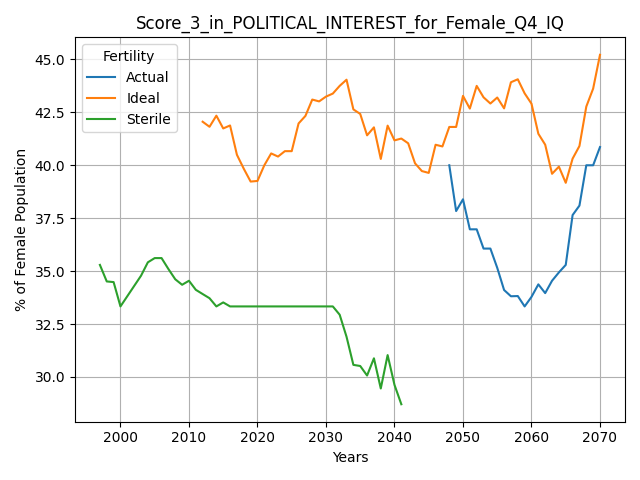 Score_3_in_POLITICAL_INTEREST_for_Female_Q4_IQ
Fertility
Actual
Ideal
Sterile
% of Female Population
45.0
42.5
40.0
37.5
35.0
32.5
30.0
2000 2010 2020 2030 2040 2050 2060 2070
Years